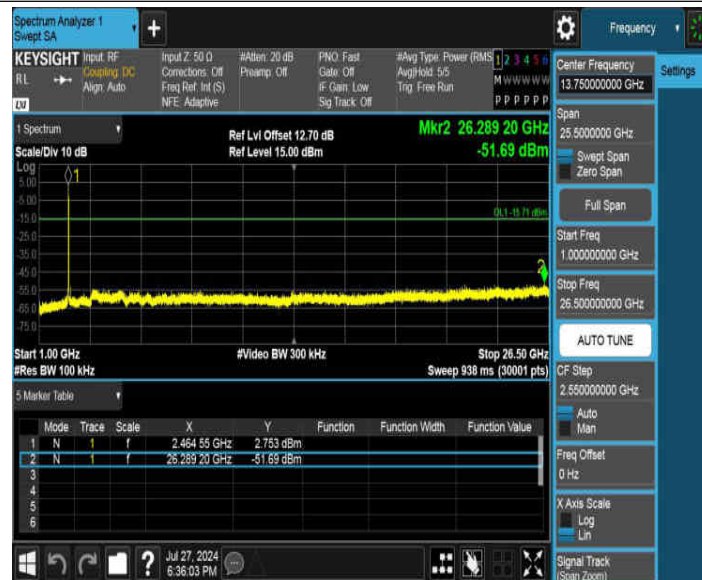 Spectrum Analyzer 1
Swept SA
+
Frequency
KEYSIGHT
RL
LXI
Input: RF
Coupling: DC
Align: Auto
Input Z: 50 Ω
Corrections: Off
Freq Ref: Int (S)
NFE: Adaptive
#Atten: 20 dB
Preamp: Off
PNO: Fast
Gate: Off
IF Gain: Low
Sig Track: Off
#Avg Type: Power (RMS
Avg|Hold: 5/5
Trig: Free Run
1 2 3 4 5 6
M W W W W W
P P P P P P
Center Frequency
13.750000000 GHz
Settings
Span
25.5000000 GHz
Swept Span
Zero Span
Full Span
Start Freq
1.000000000 GHz
Stop Freq
26.500000000 GHz
AUTO TUNE
CF Step
2.550000000 GHz
Auto
Man
Freq Offset
0 Hz
X Axis Scale
Log
Lin
Signal Track
(Span Zoom)
1 Spectrum
Scale/Div 10 dB
Ref Lvl Offset 12.70 dB
Ref Level 15.00 dBm
Mkr2 26.289 20 GHz
-51.69 dBm
Log
1
5.00
-5.00
-15.0
DL1 -15.71 dBm
-25.0
-35.0
-45.0
2
-55.0
-65.0
-75.0
Start 1.00 GHz
#Res BW 100 kHz
#Video BW 300 kHz
Stop 26.50 GHz
Sweep 938 ms (30001 pts)
5 Marker Table
Mode Trace Scale X Y Function Function Width Function Value
1 N 1 f 2.464 55 GHz 2.753 dBm
2 N 1 f 26.289 20 GHz -51.69 dBm
3
4
5
6
?
Jul 27, 2024
6:36:03 PM